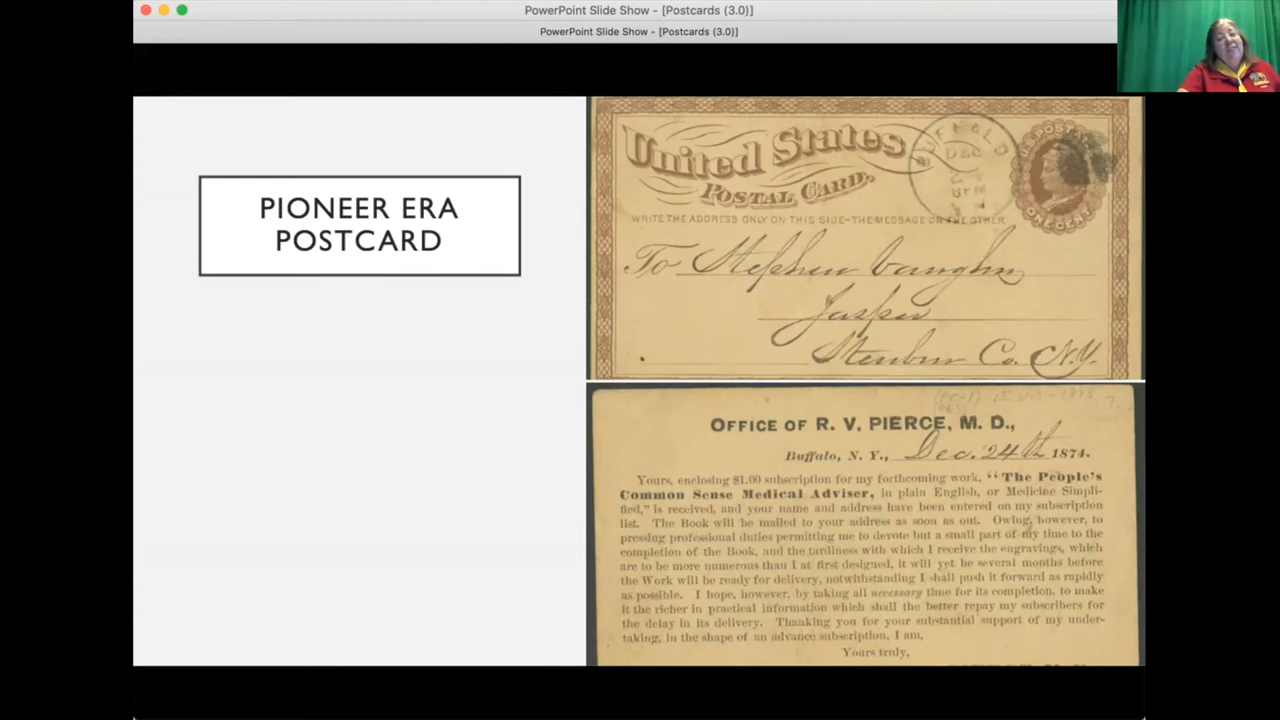 PowerPoint Slide Show - [Postcards (3.0)]
PowerPoint Slide Show - [Postcards (3.0)]
PIONEER ERA
POSTCARD
United States
POSTAL CARD.
BUFFALO
DEC
U.S. POSTAGE
ONE CENT
WRITE THE ADDRESS ONLY ON THIS SIDE-THE MESSAGE ON THE OTHER
To Stephen Vaughn
Jasper
Steuben Co. N.Y.
OFFICE OF R. V. PIERCE, M. D.,
Buffalo, N. Y., Dec. 24th 1874.
Yours, enclosing $1.00 subscription for my forthcoming work, “The People's
Common Sense Medical Adviser, in plain English, or Medicine Simpli-
fied,” is received, and your name and address have been entered on my subscription
list. The Book will be mailed to your address as soon as out. Owing, however, to
pressing professional duties permitting me to devote but a small part of my time to the
completion of the Book, and the tardiness with which I receive the engravings, which
are to be more numerous than I at first designed, it will yet be several months before
the Work will be ready for delivery, notwithstanding I shall push it forward as rapidly
as possible. I hope, however, by taking all necessary time for its completion, to make
it the richer in practical information which shall the better repay my subscribers for
the delay in its delivery. Thanking you for your substantial support of my under-
taking, in the shape of an advance subscription, I am,
Yours truly,